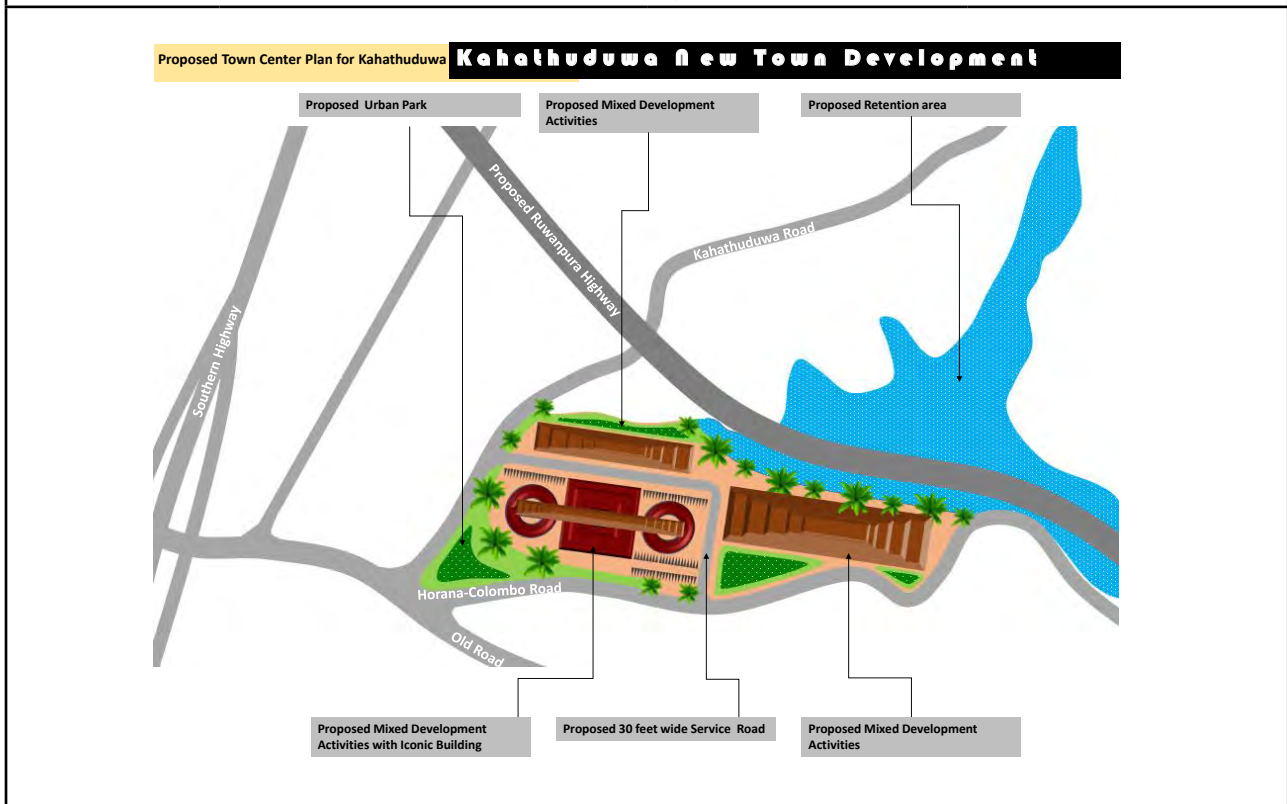 Proposed Town Center Plan for Kahathuduwa
Kahathuduwa New Town Development
Proposed Urban Park
Proposed Mixed Development
Activities
Proposed Retention area
Proposed Ruwanpura Highway
Kahathuduwa Road
Southern Highway
Horana-Colombo Road
Old Road
Proposed Mixed Development
Activities with Iconic Building
Proposed 30 feet wide Service Road
Proposed Mixed Development
Activities